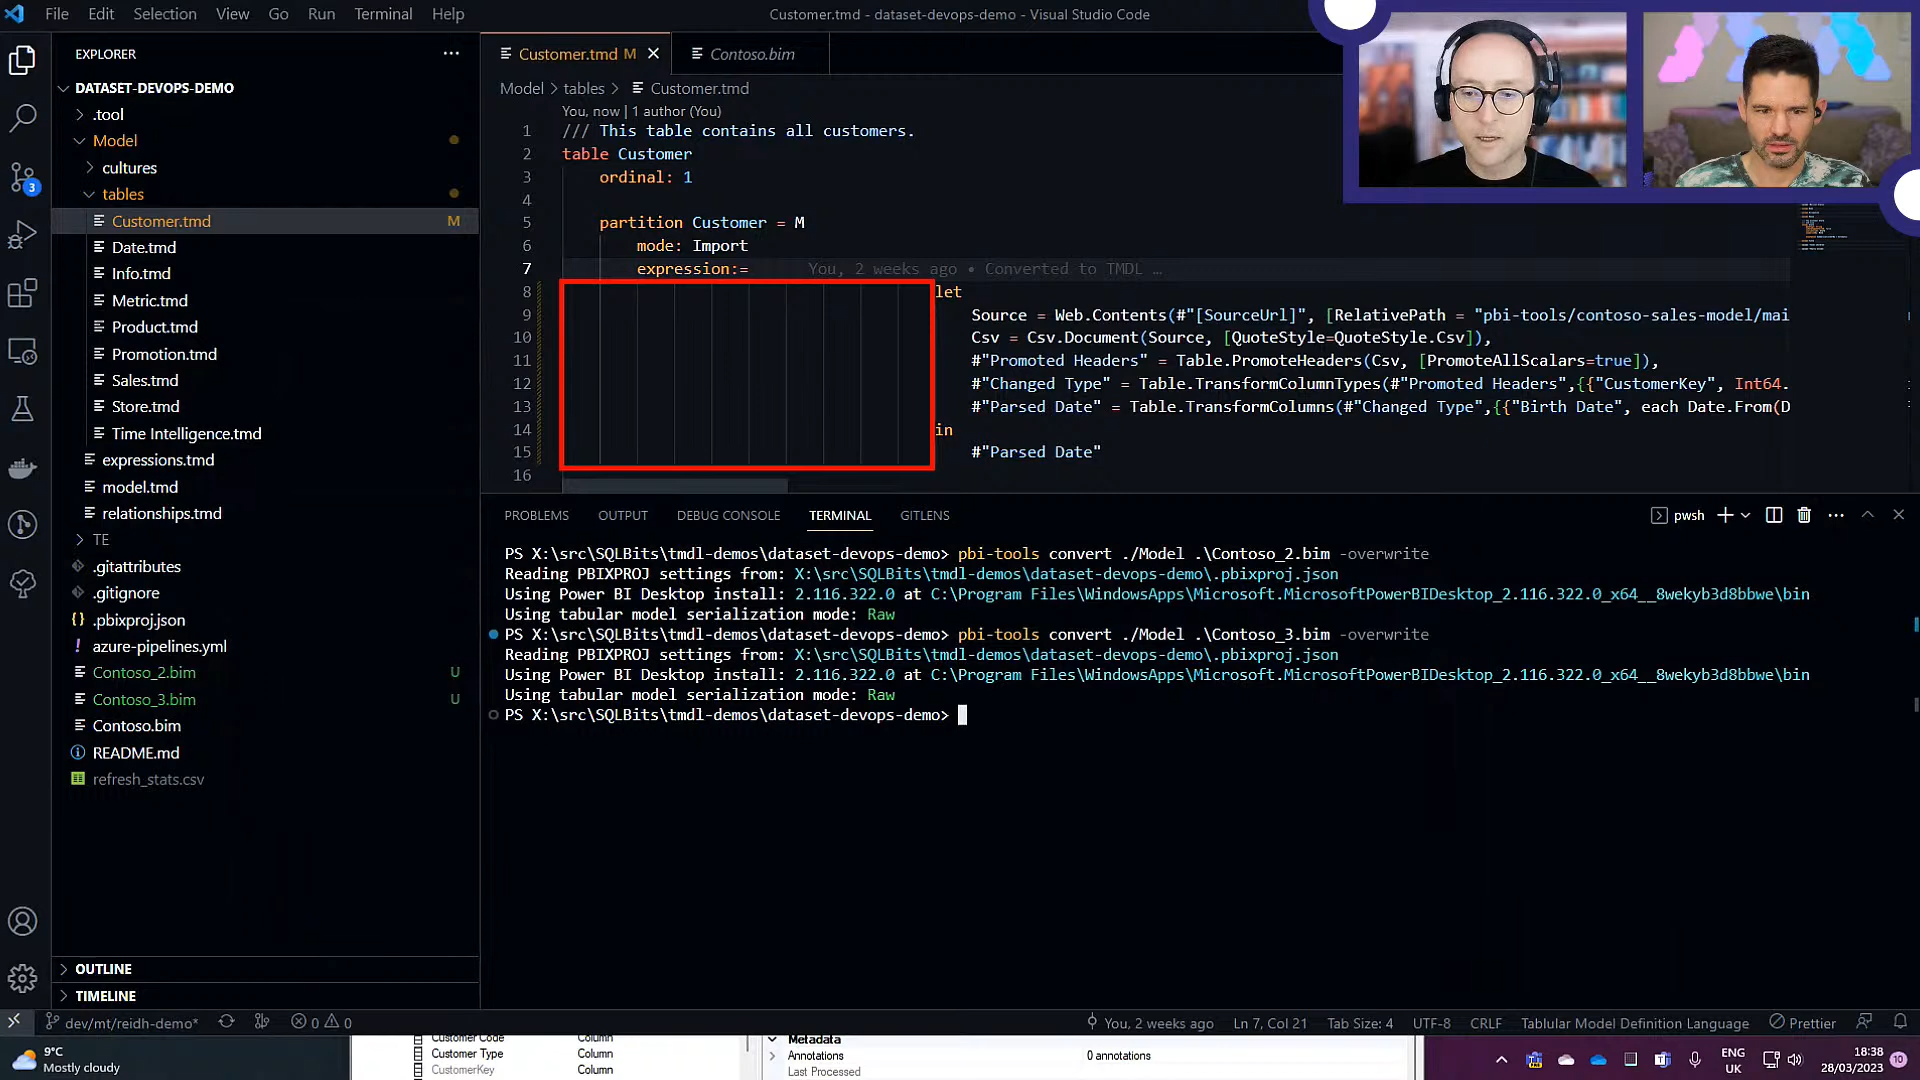 File Edit Selection View Go Run Terminal Help
Customer.tmd - dataset-devops-demo - Visual Studio Code
EXPLORER
DATASET-DEVOPS-DEMO
.tool
Model
cultures
tables
Customer.tmd M
Date.tmd
Info.tmd
Metric.tmd
Product.tmd
Promotion.tmd
Sales.tmd
Store.tmd
Time Intelligence.tmd
expressions.tmd
model.tmd
relationships.tmd
TE
.gitattributes
.gitignore
.pbixproj.json
azure-pipelines.yml
Contoso_2.bim U
Contoso_3.bim U
Contoso.bim
README.md
refresh_stats.csv
OUTLINE
TIMELINE
3
Customer.tmd M
Contoso.bim
Model > tables > Customer.tmd
You, now | 1 author (You)
1 /// This table contains all customers.
2 table Customer
3 ordinal: 1
4
5 partition Customer = M
6 mode: Import
7 expression:= You, 2 weeks ago • Converted to TMDL …
8 let
9 Source = Web.Contents(#"[SourceUrl]", [RelativePath = "pbi-tools/contoso-sales-model/mai
10 Csv = Csv.Document(Source, [QuoteStyle=QuoteStyle.Csv]),
11 #"Promoted Headers" = Table.PromoteHeaders(Csv, [PromoteAllScalars=true]),
12 #"Changed Type" = Table.TransformColumnTypes(#"Promoted Headers",{{"CustomerKey", Int64.
13 #"Parsed Date" = Table.TransformColumns(#"Changed Type",{{"Birth Date", each Date.From(D
14 in
15 #"Parsed Date"
16
PROBLEMS OUTPUT DEBUG CONSOLE TERMINAL GITLENS
pwsh
PS X:\src\SQLBits\tmdl-demos\dataset-devops-demo> pbi-tools convert ./Model .\Contoso_2.bim -overwrite
Reading PBIXPROJ settings from: X:\src\SQLBits\tmdl-demos\dataset-devops-demo\.pbixproj.json
Using Power BI Desktop install: 2.116.322.0 at C:\Program Files\WindowsApps\Microsoft.MicrosoftPowerBIDesktop_2.116.322.0_x64__8wekyb3d8bbwe\bin
Using tabular model serialization mode: Raw
PS X:\src\SQLBits\tmdl-demos\dataset-devops-demo> pbi-tools convert ./Model .\Contoso_3.bim -overwrite
Reading PBIXPROJ settings from: X:\src\SQLBits\tmdl-demos\dataset-devops-demo\.pbixproj.json
Using Power BI Desktop install: 2.116.322.0 at C:\Program Files\WindowsApps\Microsoft.MicrosoftPowerBIDesktop_2.116.322.0_x64__8wekyb3d8bbwe\bin
Using tabular model serialization mode: Raw
PS X:\src\SQLBits\tmdl-demos\dataset-devops-demo>
dev/mt/reidh-demo* 0 0
You, 2 weeks ago Ln 7, Col 21 Tab Size: 4 UTF-8 CRLF Tablular Model Definition Language Prettier
9°C
Mostly cloudy
Customer Code Column
Customer Type Column
CustomerKey Column
Metadata
Annotations 0 annotations
Last Processed
ENG
UK
18:38
28/03/2023
10